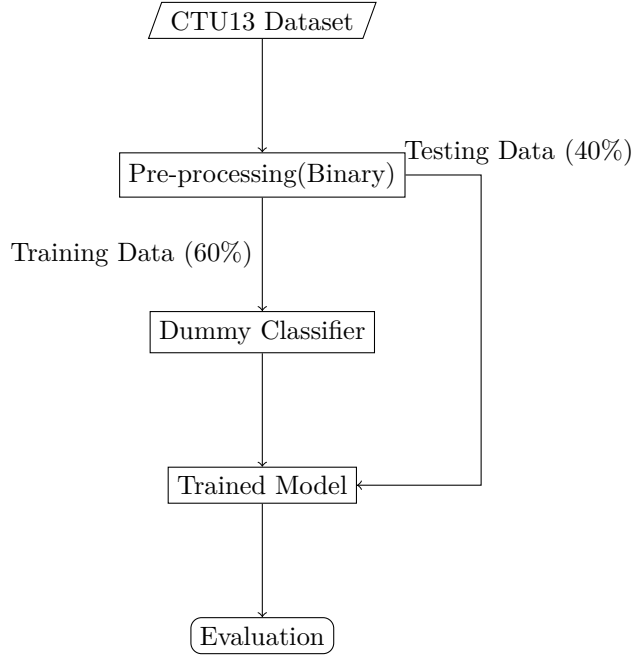 CTU13 Dataset
Testing Data (40%)
Pre-processing(Binary)
Training Data (60%)
Dummy Classifier
Trained Model
Evaluation